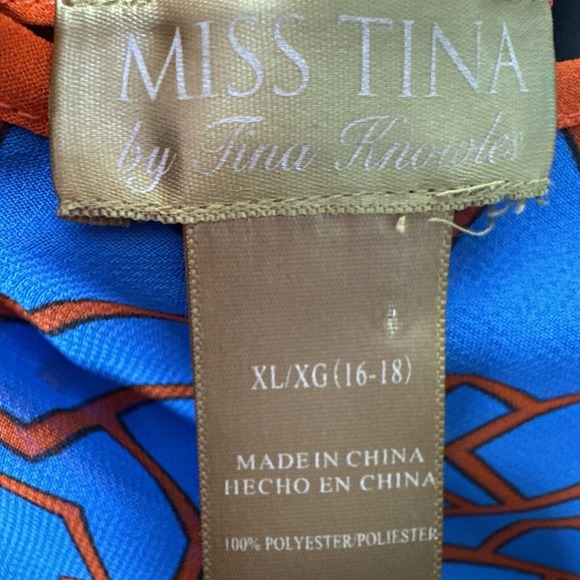 MISS TINA
by Tina Knowles
XL/XG(16-18)
MADE IN CHINA
HECHO EN CHINA
100% POLYESTER/POLIESTER